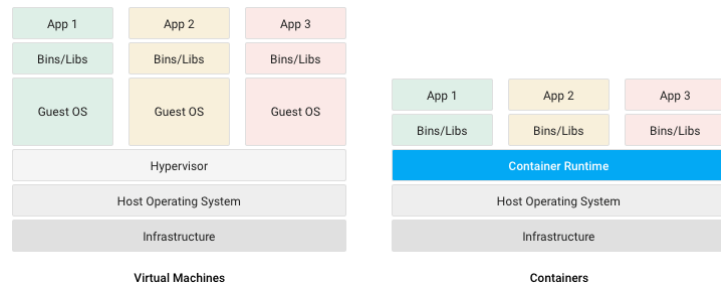 App 1
App 2
App 3
Bins/Libs
Bins/Libs
Bins/Libs
Guest OS
Guest OS
Guest OS
Hypervisor
Host Operating System
Infrastructure
Virtual Machines
App 1
App 2
App 3
Bins/Libs
Bins/Libs
Bins/Libs
Container Runtime
Host Operating System
Infrastructure
Containers